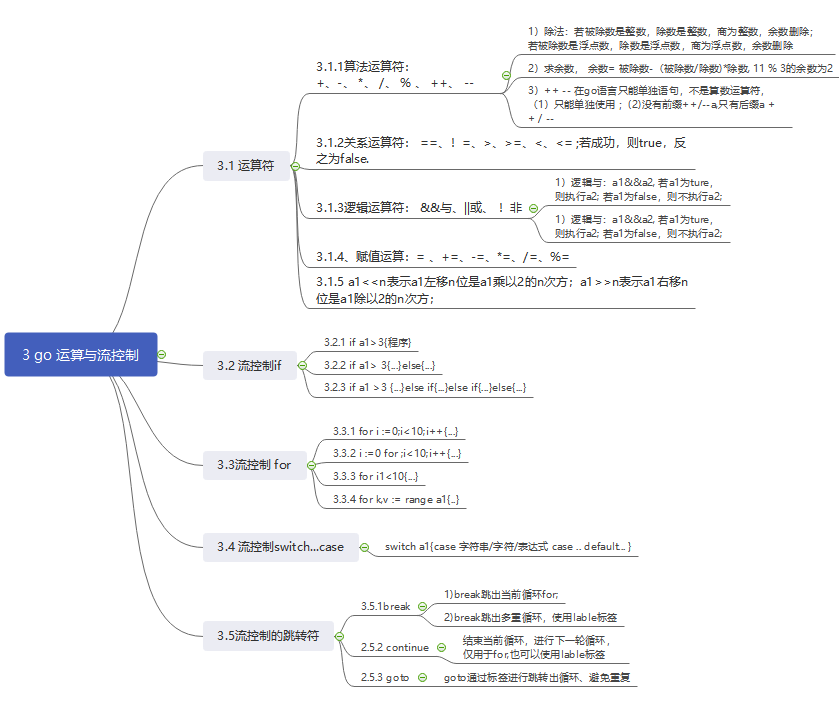 3 go 运算与流控制
3.1 运算符
3.1.1算法运算符：
+、-、*、/、% 、 ++、 --
1）除法：若被除数是整数，除数是整数，商为整数，余数删除；
若被除数是浮点数，除数是浮点数，商为浮点数，余数删除
2）求余数， 余数= 被除数-（被除数/除数)*除数. 11 % 3的余数为2
3）++ -- 在go语言只能单独语句，不是算数运算符，
（1）只能单独使用 ；（2)没有前缀++/--a,只有后缀a +
+ / --
3.1.2关系运算符： ==、！=、>、>=、<、<= ;若成功，则true，反
之为false.
3.1.3逻辑运算符： &&与、||或、 ！非
1）逻辑与：a1&&a2, 若a1为ture，
则执行a2; 若a1为false，则不执行a2;
1）逻辑与：a1&&a2, 若a1为ture，
则执行a2; 若a1为false，则不执行a2;
3.1.4、赋值运算：= 、+=、-=、*=、/=、%=
3.1.5 a1<<n表示a1左移n位是a1乘以2的n次方；a1>>n表示a1右移n
位是a1除以2的n次方；
3.2 流控制if
3.2.1 if a1>3{程序}
3.2.2 if a1> 3{...}else{...}
3.2.3 if a1 >3 {...}else if{...}else if{...}else{...}
3.3流控制 for
3.3.1 for i :=0;i<10;i++{...}
3.3.2 i :=0 for ;i<10;i++{...}
3.3.3 for i1<10{...}
3.3.4 for k,v := range a1{..}
3.4 流控制switch...case
switch a1{case 字符串/字符/表达式 case .. default... }
3.5流控制的跳转符
3.5.1break
1)break跳出当前循环for;
2)break跳出多重循环，使用lable标签
2.5.2 continue
结束当前循环，进行下一轮循环，
仅用于for,也可以使用lable标签
2.5.3 goto
goto通过标签进行跳转出循环、避免重复